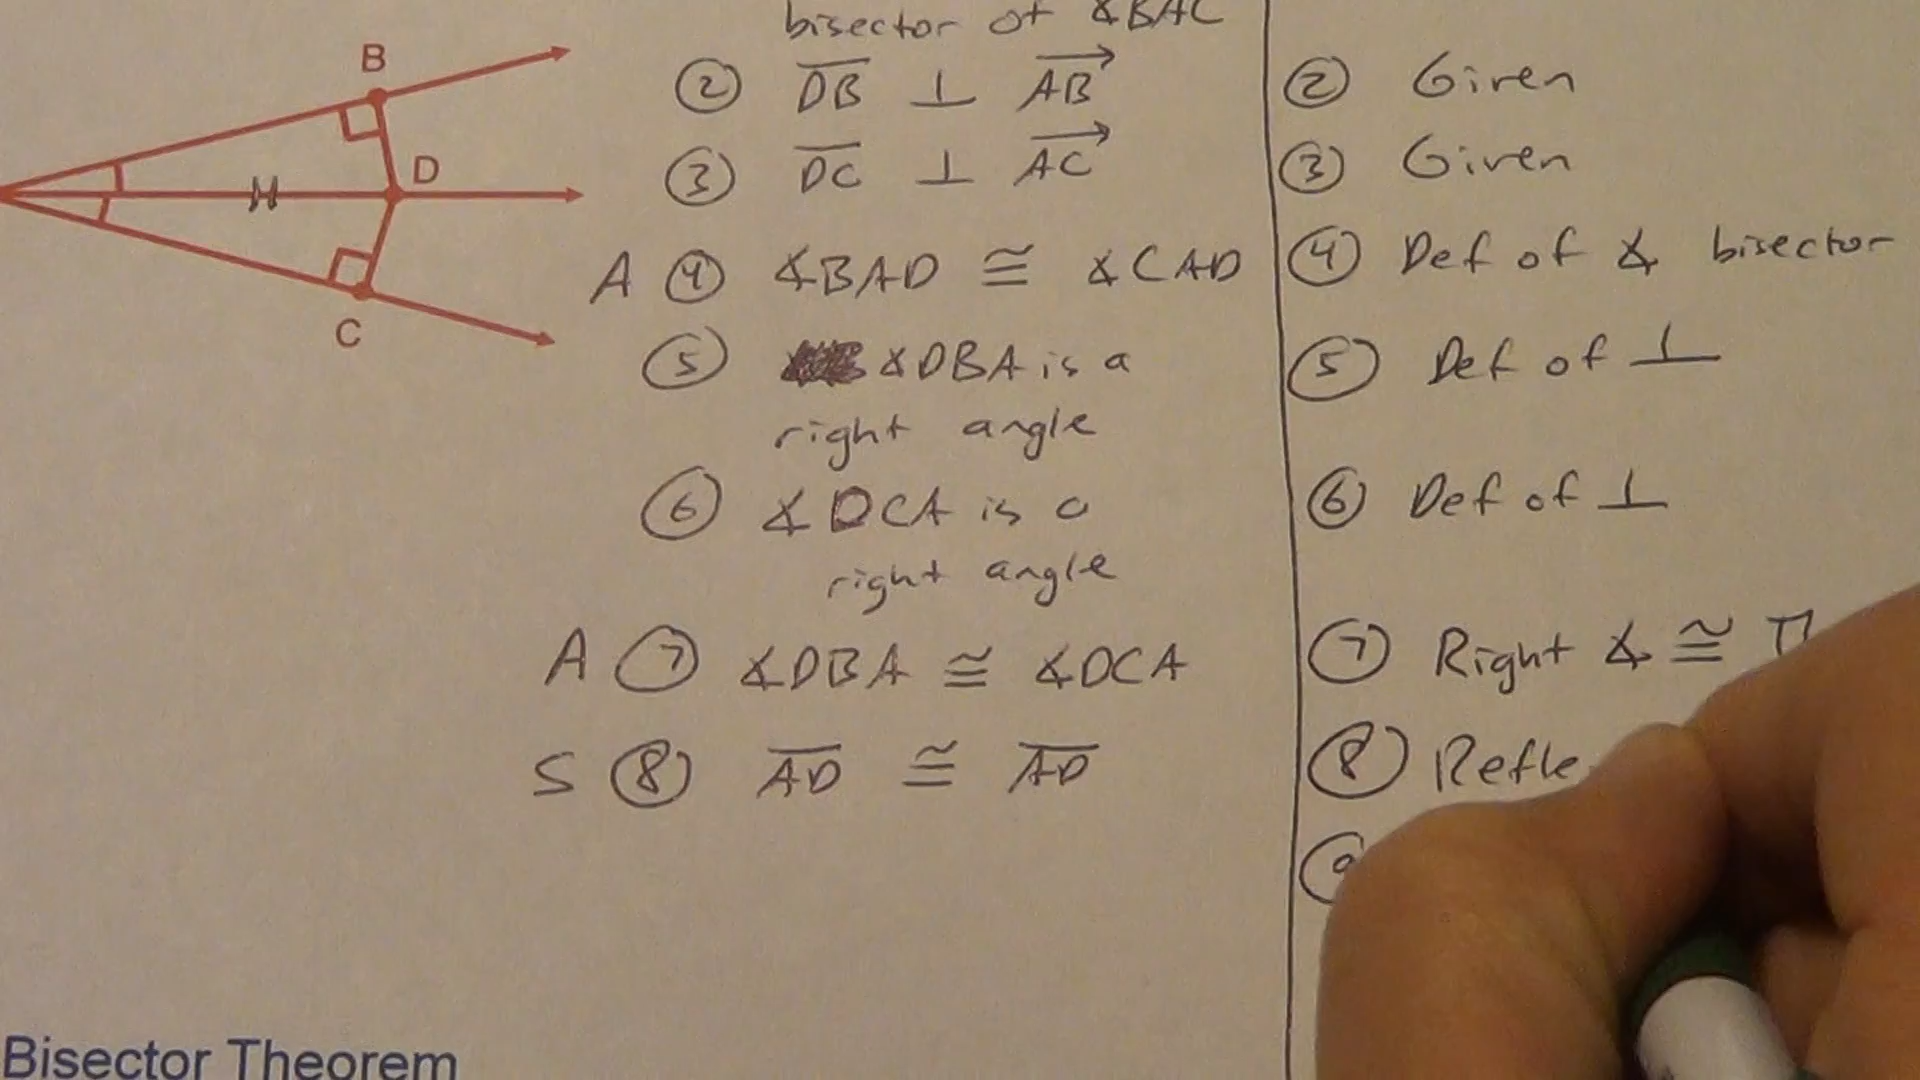 bisector of ∡BAC
B
② DB ⊥ AB ② Given
D
③ DC ⊥ AC ③ Given
A ④ ∡BAD ≅ ∡CAD ④ Def of ∡ bisector
C
⑤ ∡DBA is a ⑤ Def of ⊥
right angle
⑥ ∡DCA is a ⑥ Def of ⊥
right angle
A ⑦ ∡DBA ≅ ∡DCA ⑦ Right ∡ ≅
S ⑧ AD ≅ AD ⑧ Refle
⑨
Bisector Theorem